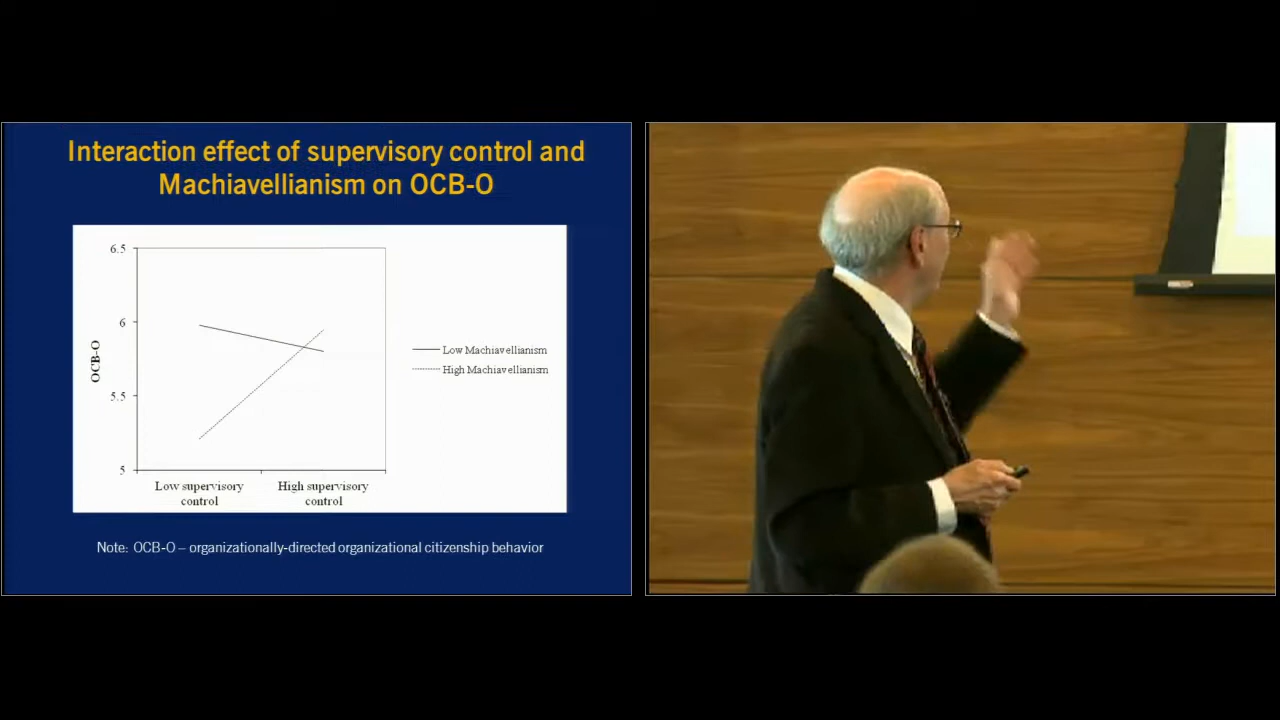 Interaction effect of supervisory control and
Machiavellianism on OCB-O
6.5
6
5.5
5
OCB-O
Low supervisory
control
High supervisory
control
Low Machiavellianism
High Machiavellianism
Note: OCB-O – organizationally-directed organizational citizenship behavior